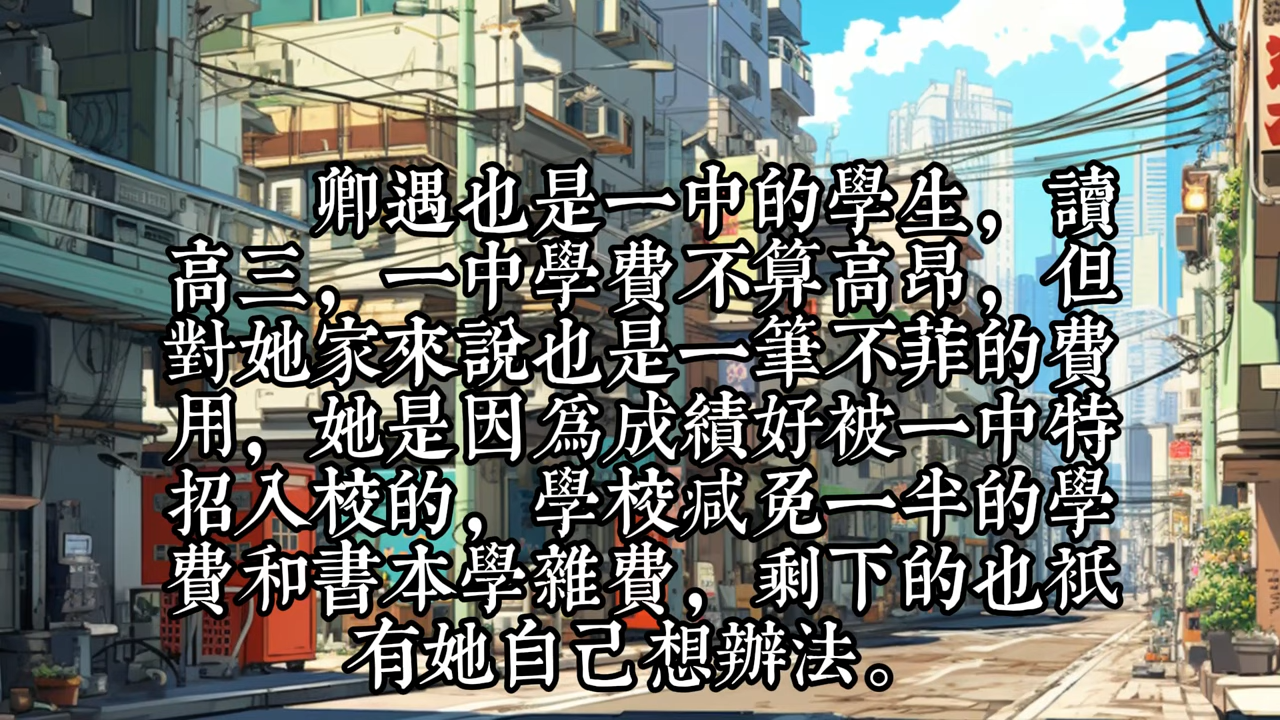 卿遇也是一中的學生，讀
高三，一中學費不算高昂，但
對她家來說也是一筆不菲的費
用，她是因爲成績好被一中特
招入校的，學校减免一半的學
費和書本學雜費，剩下的也衹
有她自己想辦法。